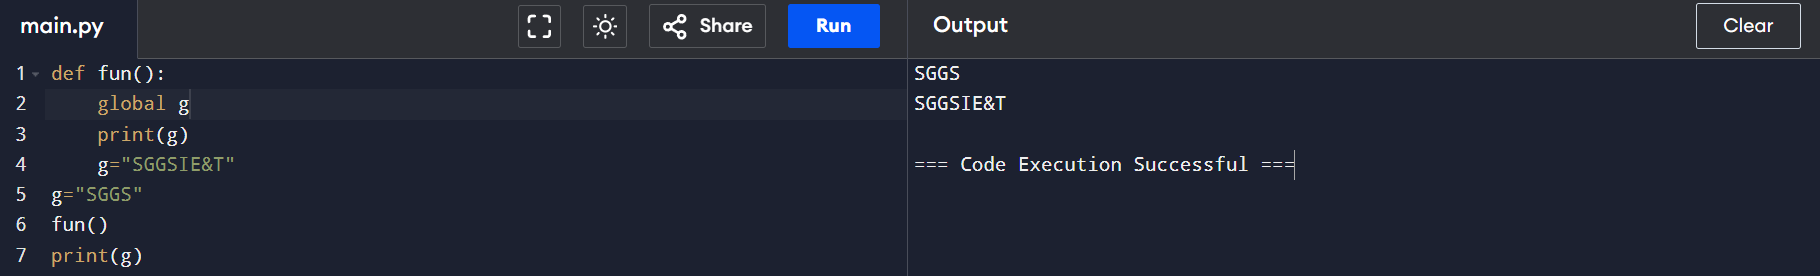 main.py Share Run Output Clear
1 def fun():
2     global g
3     print(g)
4     g="SGGSIE&T"
5 g="SGGS"
6 fun()
7 print(g)
SGGS
SGGSIE&T
=== Code Execution Successful ===